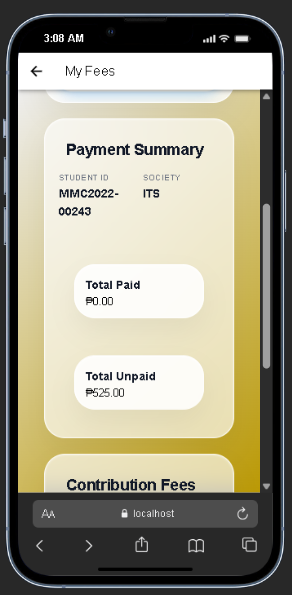 3:08 AM
My Fees
Payment Summary
STUDENT ID
SOCIETY
MMC2022-
00243
ITS
Total Paid
₱0.00
Total Unpaid
₱525.00
Contribution Fees
AA
localhost